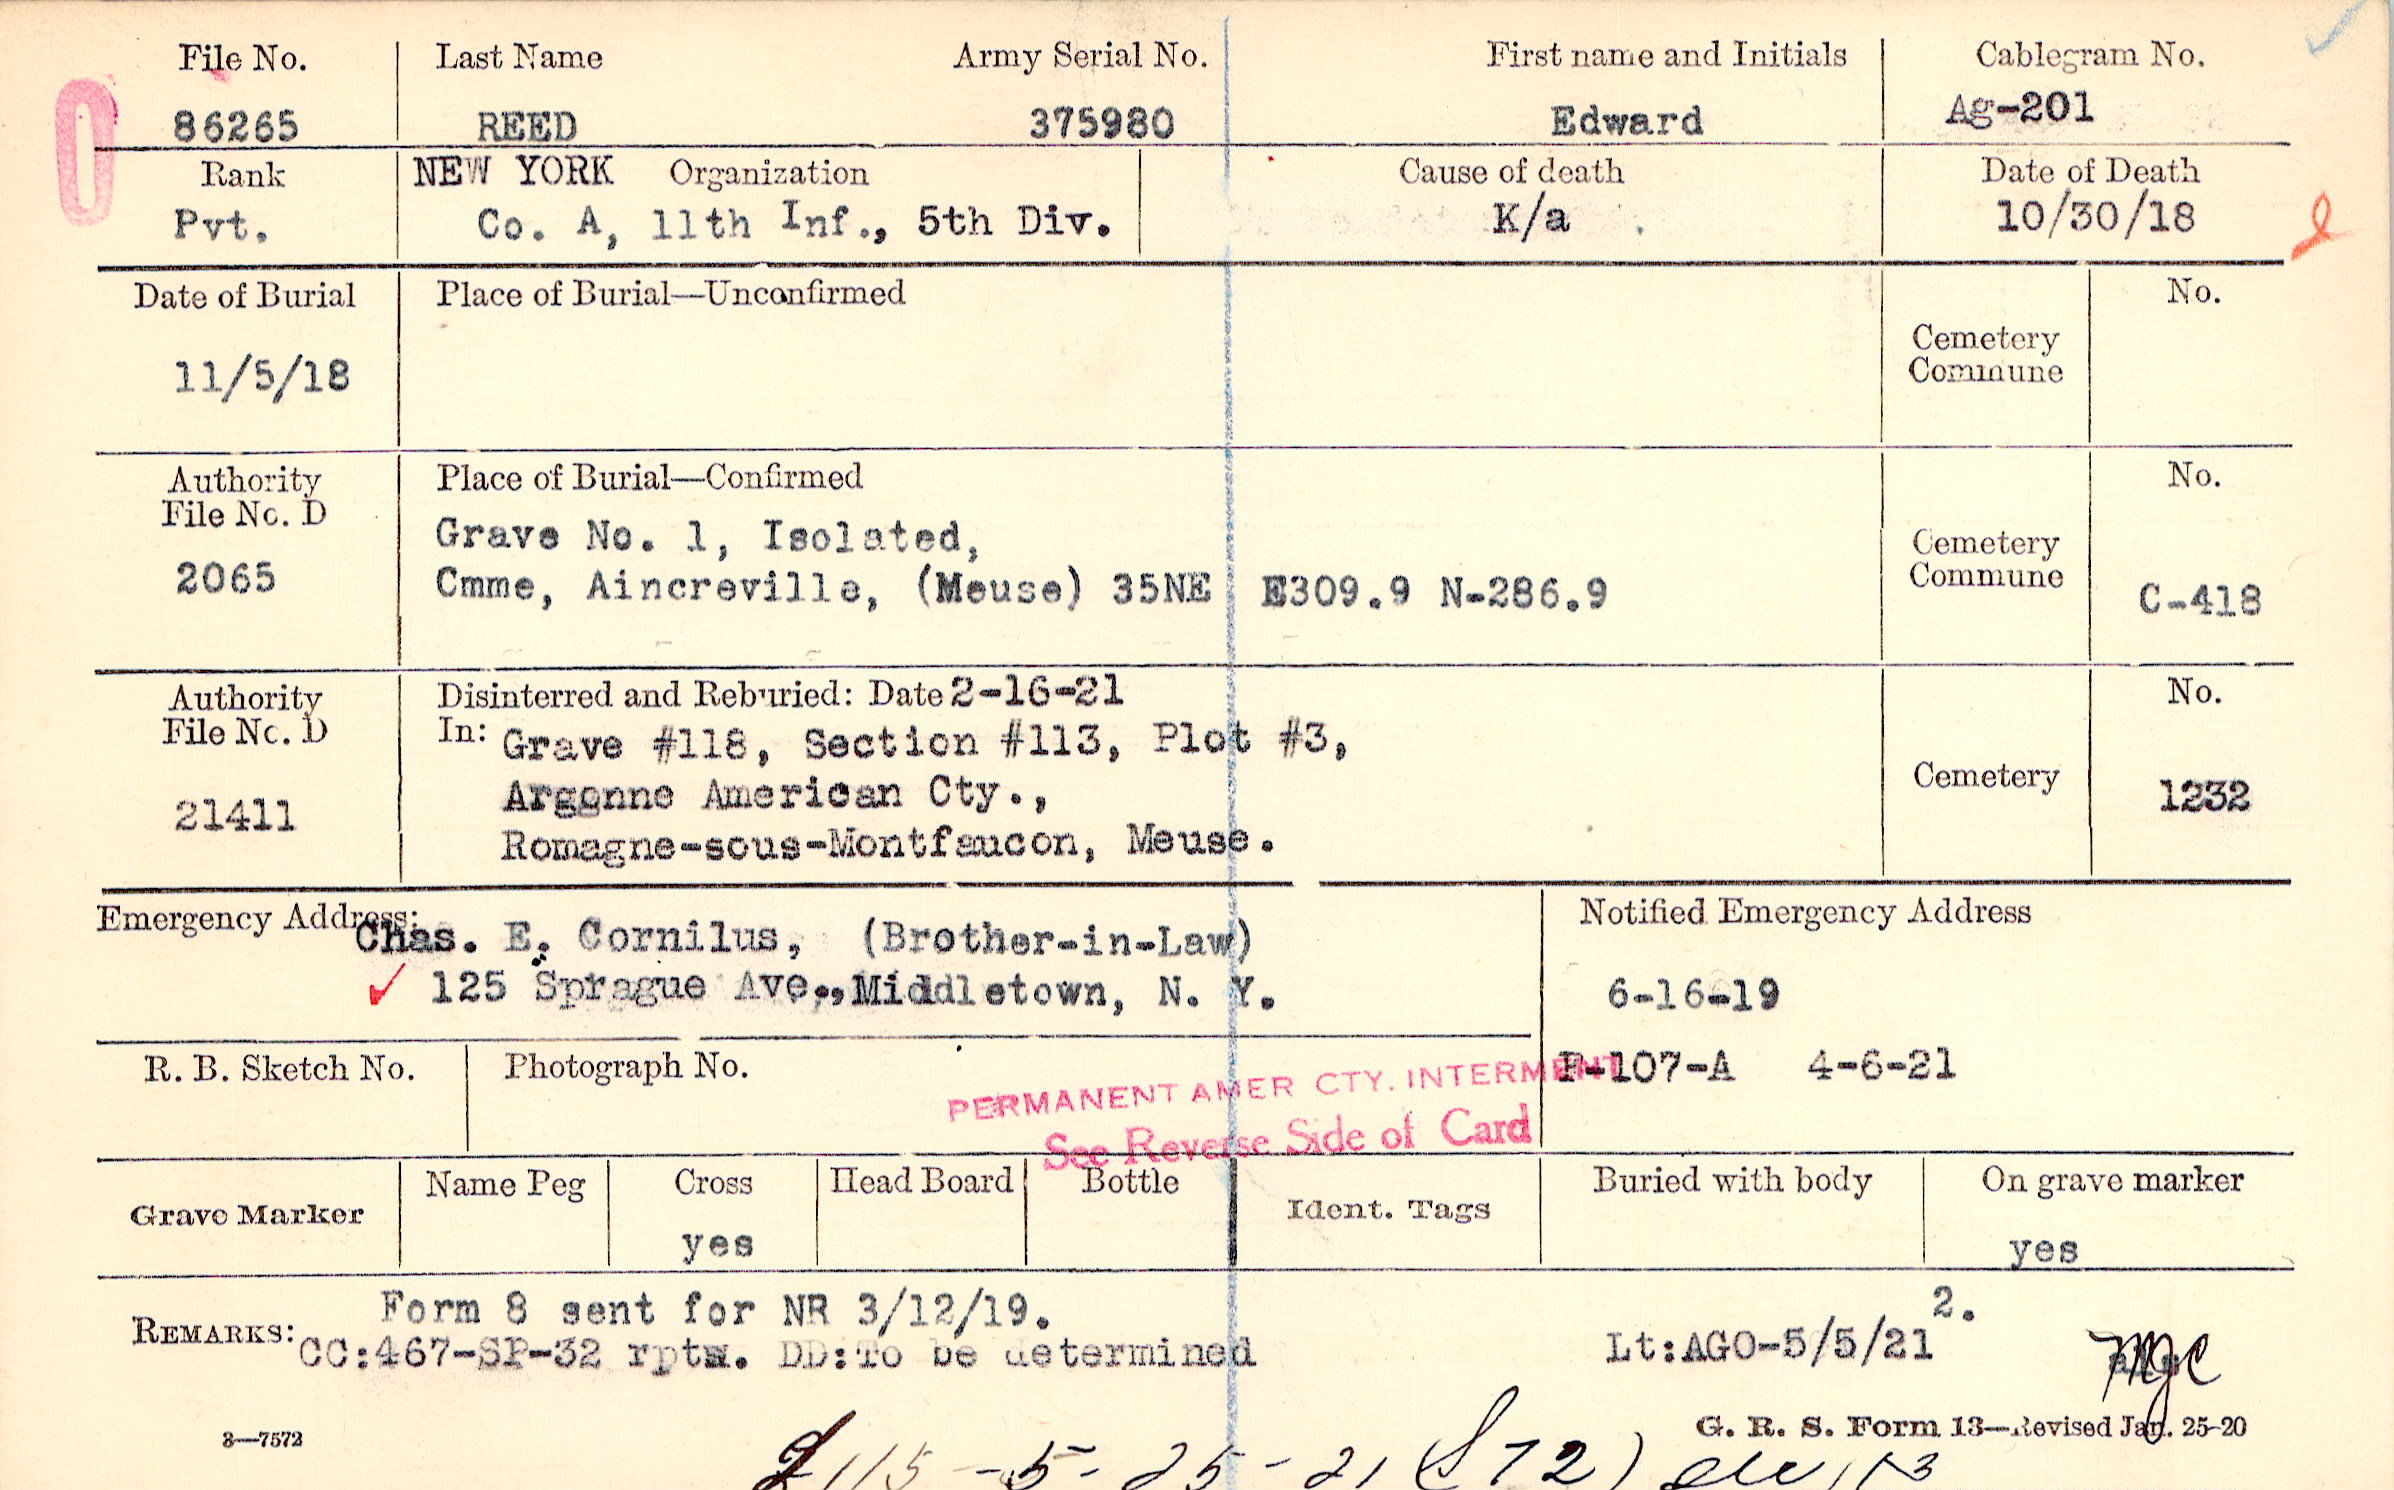 File No. Last Name Army Serial No. First name and Initials Cablegram No.
86265 REED 375980 Edward Ag-201
Rank NEW YORK Organization Cause of death Date of Death
Pvt. Co. A, 11th Inf., 5th Div. K/a 10/30/18
Date of Burial Place of Burial—Unconfirmed No.
11/5/18
Cemetery
Commune
Authority Place of Burial—Confirmed No.
File No. D
2065
Grave No. 1, Isolated,
Cmme, Aincreville, (Meuse) 35NE E309.9 N-286.9
Cemetery
Commune
C-418
Authority Disinterred and Reburied: Date 2-16-21 No.
File No. D In: Grave #118, Section #113, Plot #3,
21411 Argonne American Cty., Cemetery 1232
Romagne-sous-Montfaucon, Meuse.
Emergency Address: Notified Emergency Address
Chas. E. Cornilus, (Brother-in-Law)
125 Sprague Ave., Middletown, N. Y. 6-16-19
R. B. Sketch No. Photograph No. P-107-A 4-6-21
PERMANENT AMER CTY. INTERMENT
See Reverse Side of Card
Grave Marker Name Peg Cross Head Board Bottle Ident. Tags Buried with body On grave marker
yes yes
REMARKS: Form 8 sent for NR 3/12/19. 2.
CC:467-SP-32 rptw. DD:To be determined Lt:AGO-5/5/21
3—7572 G. R. S. Form 13—Revised Jan. 25-20
115-5-25-21 (S72)